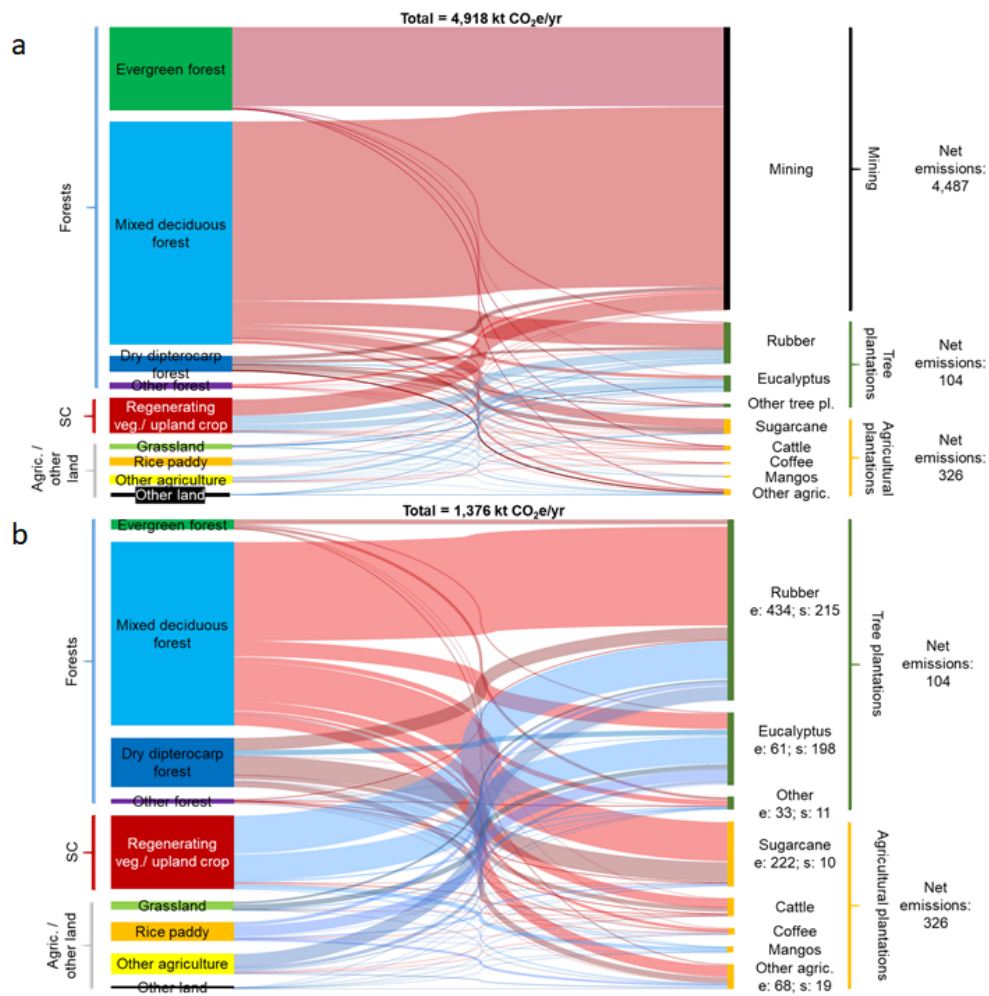 a
Total = 4,918 kt CO₂e/yr
Forests
SC
Agric. /
other
land
Evergreen forest
Mixed deciduous
forest
Dry dipterocarp
forest
Other forest
Regenerating
veg./ upland crop
Grassland
Rice paddy
Other agriculture
Other land
Mining
Rubber
Eucalyptus
Other tree pl.
Sugarcane
Cattle
Coffee
Mangos
Other agric.
Mining
Tree
plantations
Agricultural
plantations
Net
emissions:
4,487
Net
emissions:
104
Net
emissions:
326
b
Total = 1,376 kt CO₂e/yr
Forests
SC
Agric. /
other land
Evergreen forest
Mixed deciduous
forest
Dry dipterocarp
forest
Other forest
Regenerating
veg./ upland crop
Grassland
Rice paddy
Other agriculture
Other land
Rubber
e: 434; s: 215
Eucalyptus
e: 61; s: 198
Other
e: 33; s: 11
Sugarcane
e: 222; s: 10
Cattle
Coffee
Mangos
Other agric.
e: 68; s: 19
Tree plantations
Agricultural plantations
Net
emissions:
104
Net
emissions:
326